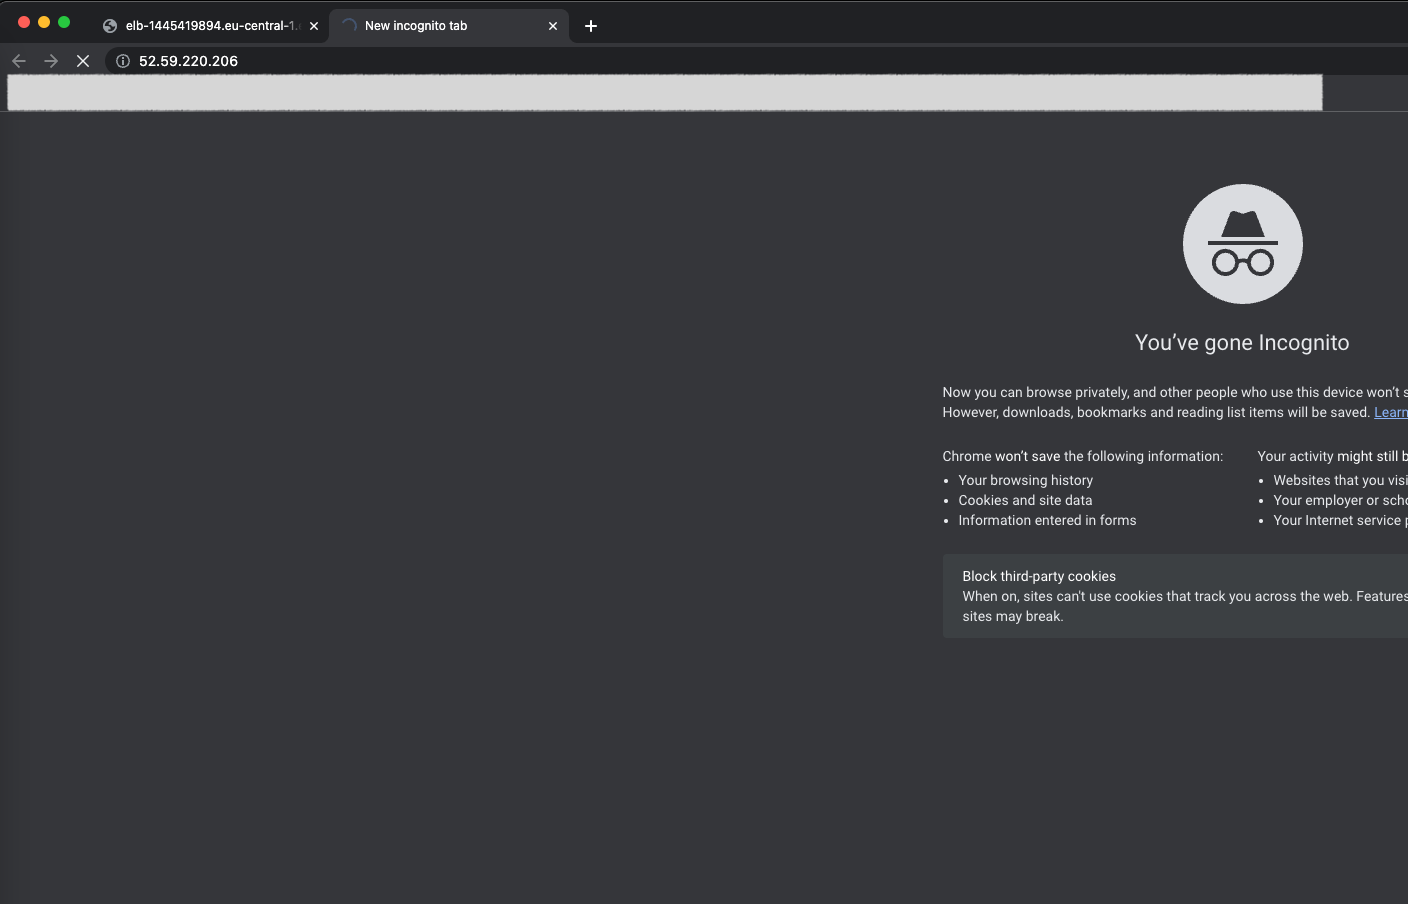 elb-1445419894.eu-central-1.
New incognito tab
52.59.220.206
You've gone Incognito
Now you can browse privately, and other people who use this device won't s
However, downloads, bookmarks and reading list items will be saved. Learn
Chrome won't save the following information:
Your browsing history
Cookies and site data
Information entered in forms
Your activity might still b
Websites that you visi
Your employer or scho
Your Internet service p
Block third-party cookies
When on, sites can't use cookies that track you across the web. Features
sites may break.